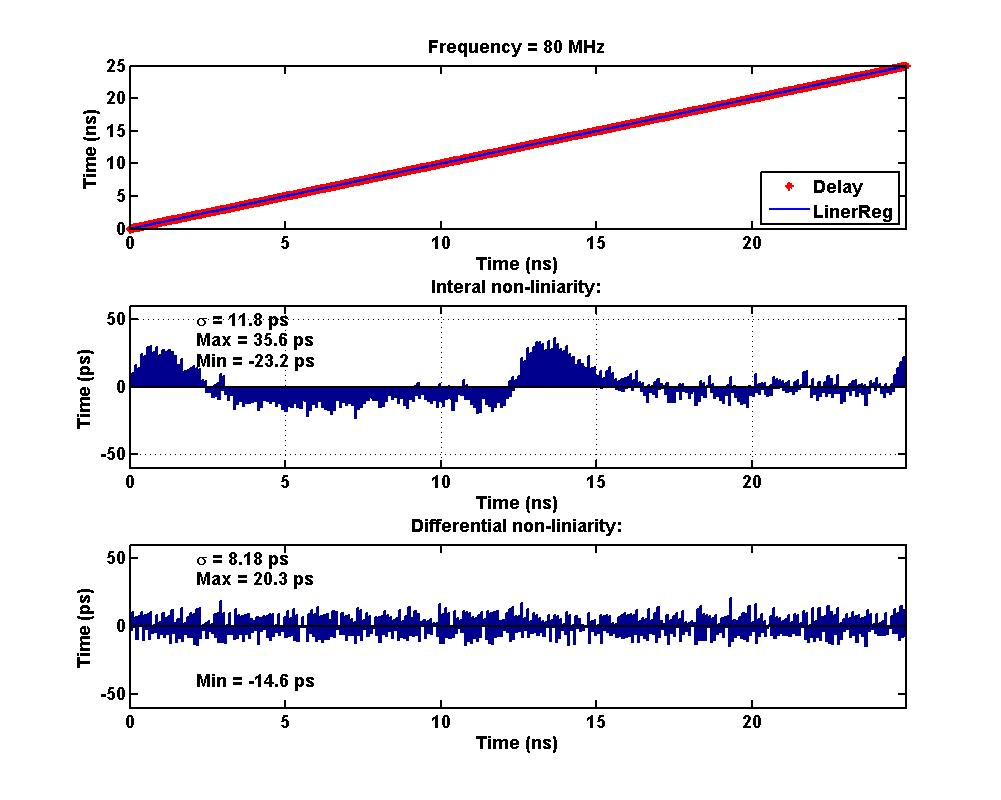 Frequency = 80 MHz
25
20
15
10
5
0
Time (ns)
Delay
LinerReg
0 5 10 15 20
Time (ns)
Interal non-liniarity:
50
0
-50
Time (ps)
σ = 11.8 ps
Max = 35.6 ps
Min = -23.2 ps
0 5 10 15 20
Time (ns)
Differential non-liniarity:
50
0
-50
Time (ps)
σ = 8.18 ps
Max = 20.3 ps
Min = -14.6 ps
0 5 10 15 20
Time (ns)